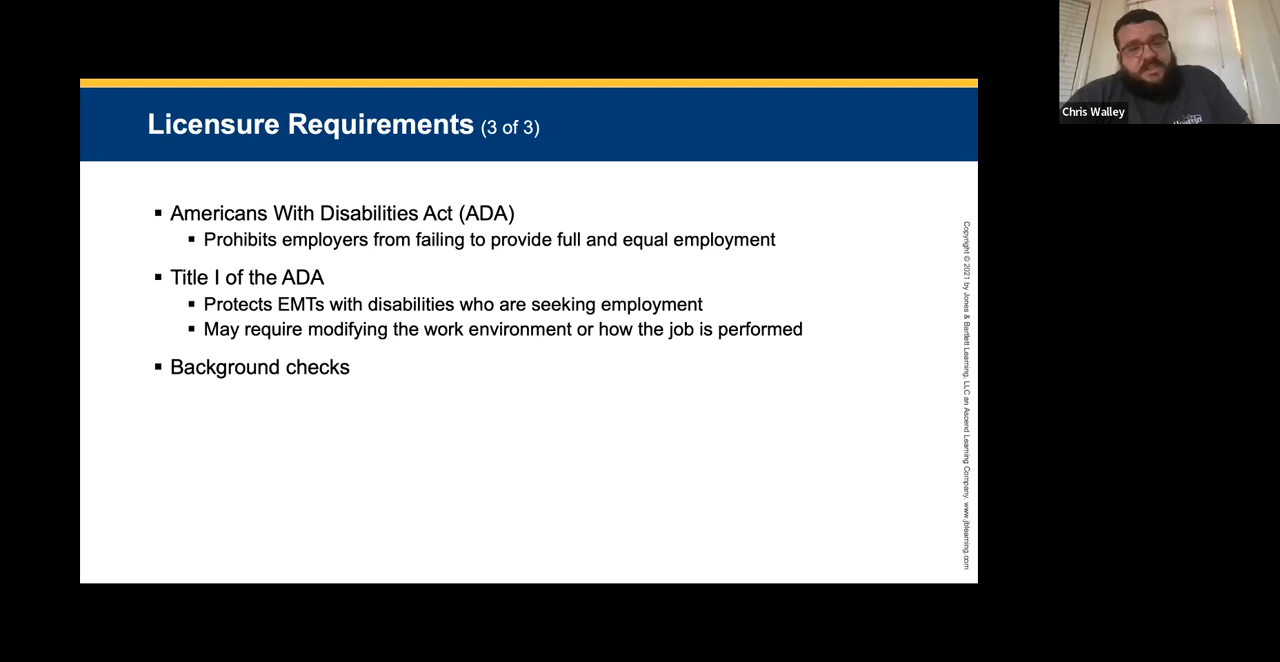 Licensure Requirements (3 of 3)
▪ Americans With Disabilities Act (ADA)
▪ Prohibits employers from failing to provide full and equal employment
▪ Title I of the ADA
▪ Protects EMTs with disabilities who are seeking employment
▪ May require modifying the work environment or how the job is performed
▪ Background checks
Copyright © 2021 by Jones & Bartlett Learning, LLC an Ascend Learning Company. www.jblearning.com
Chris Walley